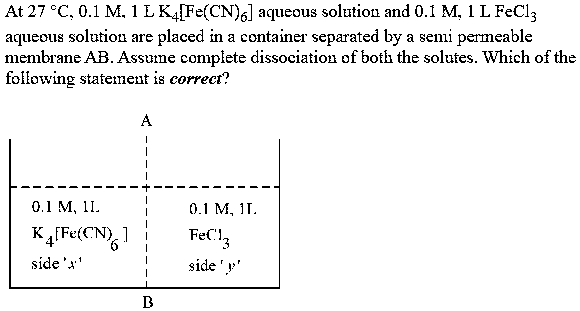 At 27 °C, 0.1 M, 1 L K₄[Fe(CN)₆] aqueous solution and 0.1 M, 1 L FeCl₃
aqueous solution are placed in a container separated by a semi permeable
membrane AB. Assume complete dissociation of both the solutes. Which of the
following statement is correct?
A
0.1 M, 1L
K₄[Fe(CN)₆]
side 'x'
0.1 M, 1L
FeCl₃
side 'y'
B